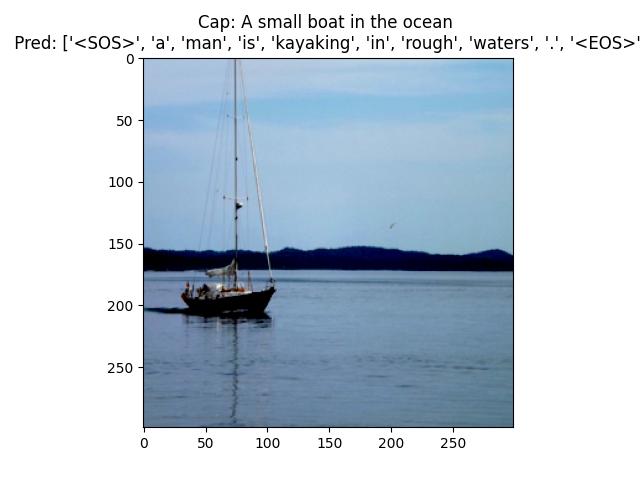 Cap: A small boat in the ocean
Pred: ['<SOS>', 'a', 'man', 'is', 'kayaking', 'in', 'rough', 'waters', '.', '<EOS>'
0
50
100
150
200
250
0 50 100 150 200 250